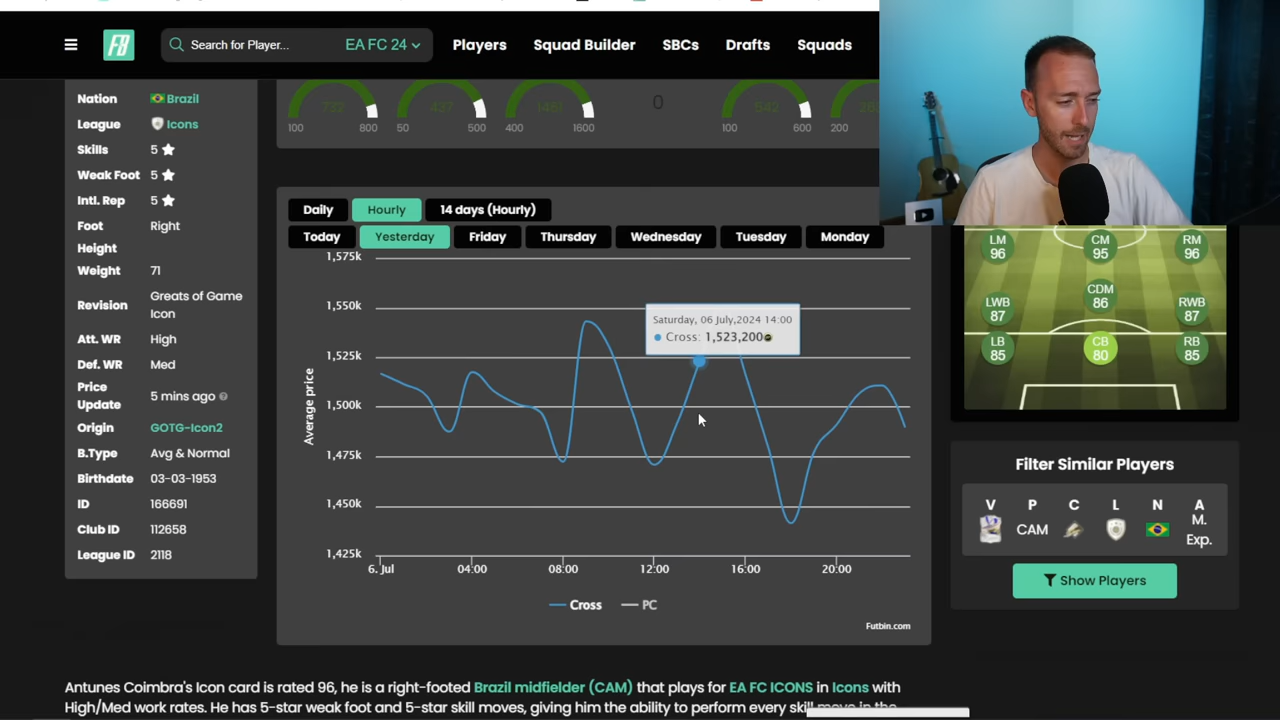 FB
Search for Player...
EA FC 24
Players
Squad Builder
SBCs
Drafts
Squads
Nation Brazil
League Icons
Skills 5
Weak Foot 5
Intl. Rep 5
Foot Right
Height
Weight 71
Revision Greats of Game Icon
Att. WR High
Def. WR Med
Price Update 5 mins ago
Origin GOTG-Icon2
B.Type Avg & Normal
Birthdate 03-03-1953
ID 166691
Club ID 112658
League ID 2118
0
100 800 50 500 400 1600 100 600 200
Daily Hourly 14 days (Hourly)
Today Yesterday Friday Thursday Wednesday Tuesday Monday
1,575k
1,550k
1,525k
1,500k
1,475k
1,450k
1,425k
Average price
Saturday, 06 July,2024 14:00
Cross: 1,523,200
6. Jul 04:00 08:00 12:00 16:00 20:00
Cross PC
Futbin.com
LM 96
CM 95
RM 96
LWB 87
CDM 86
RWB 87
LB 85
CB 80
RB 85
Filter Similar Players
V P C L N A
CAM
M. Exp.
Show Players
Antunes Coimbra's Icon card is rated 96, he is a right-footed Brazil midfielder (CAM) that plays for EA FC ICONS in Icons with
High/Med work rates. He has 5-star weak foot and 5-star skill moves, giving him the ability to perform every skill move in the